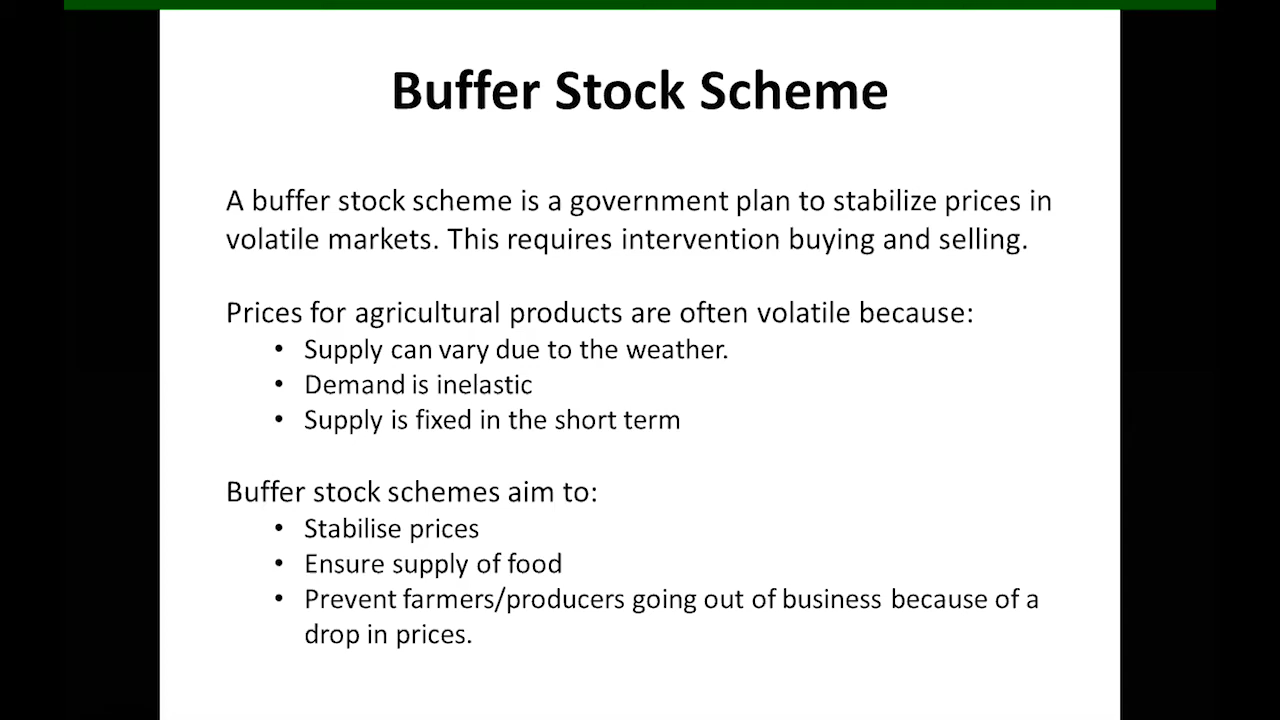 Buffer Stock Scheme
A buffer stock scheme is a government plan to stabilize prices in
volatile markets. This requires intervention buying and selling.
Prices for agricultural products are often volatile because:
• Supply can vary due to the weather.
• Demand is inelastic
• Supply is fixed in the short term
Buffer stock schemes aim to:
• Stabilise prices
• Ensure supply of food
• Prevent farmers/producers going out of business because of a
drop in prices.